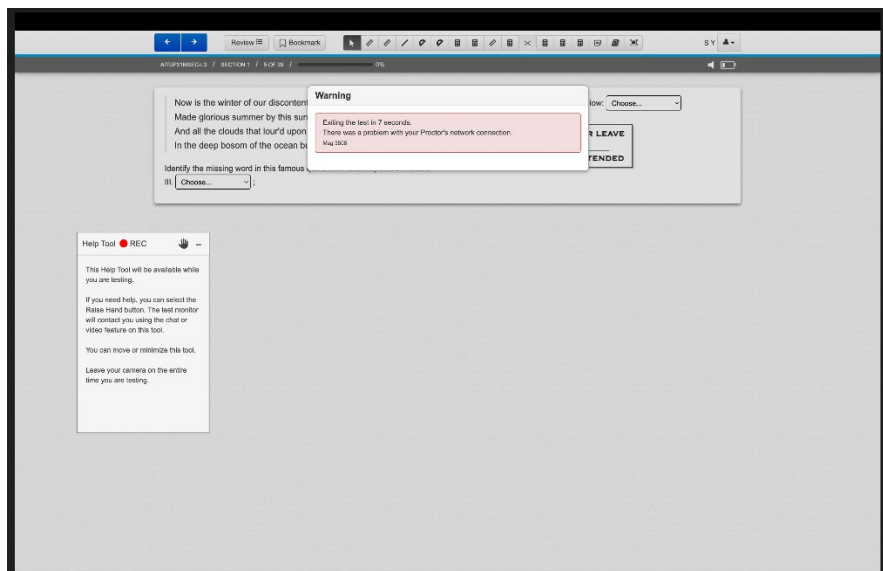 Review
Bookmark
S Y
SECTION 1 / 5 OF 29 / 0%
Now is the winter of our discontent
Made glorious summer by this sun
And all the clouds that lour'd upon
In the deep bosom of the ocean bu
Identify the missing word in this famous
III. Choose... ;
low: Choose...
R LEAVE
TENDED
Warning
Exiting the test in 7 seconds.
There was a problem with your Proctor's network connection.
Help Tool REC
This Help Tool will be available while
you are testing.
If you need help, you can select the
Raise Hand button. The test monitor
will contact you using the chat or
video feature on this tool.
You can move or minimize this tool.
Leave your camera on the entire
time you are testing.